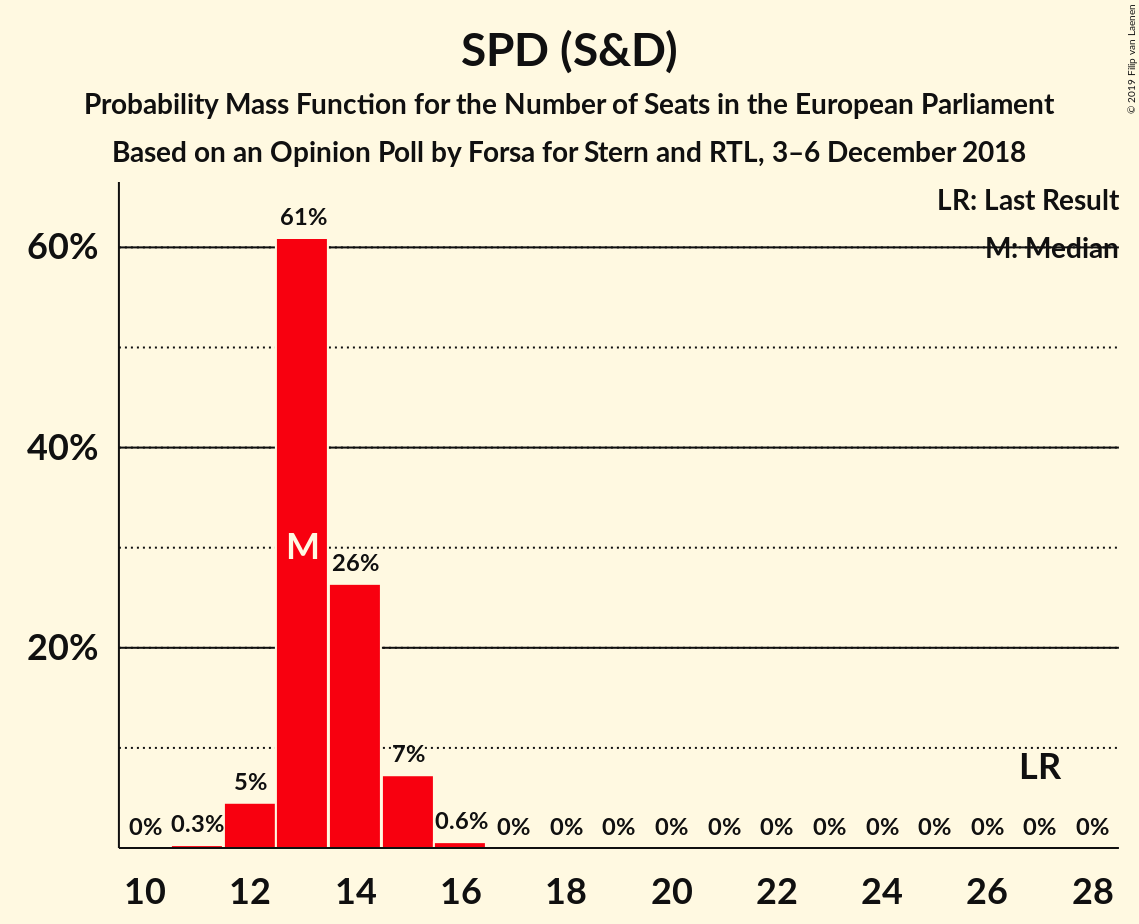 SPD (S&D)
Probability Mass Function for the Number of Seats in the European Parliament
Based on an Opinion Poll by Forsa for Stern and RTL, 3–6 December 2018
© 2019 Filip van Laenen
LR: Last Result
M: Median
60%
40%
20%
0%
0.3%
5%
61%
M
26%
7%
0.6%
0%
0%
0%
0%
0%
0%
0%
0%
0%
0%
LR
0%
0%
10 12 14 16 18 20 22 24 26 28